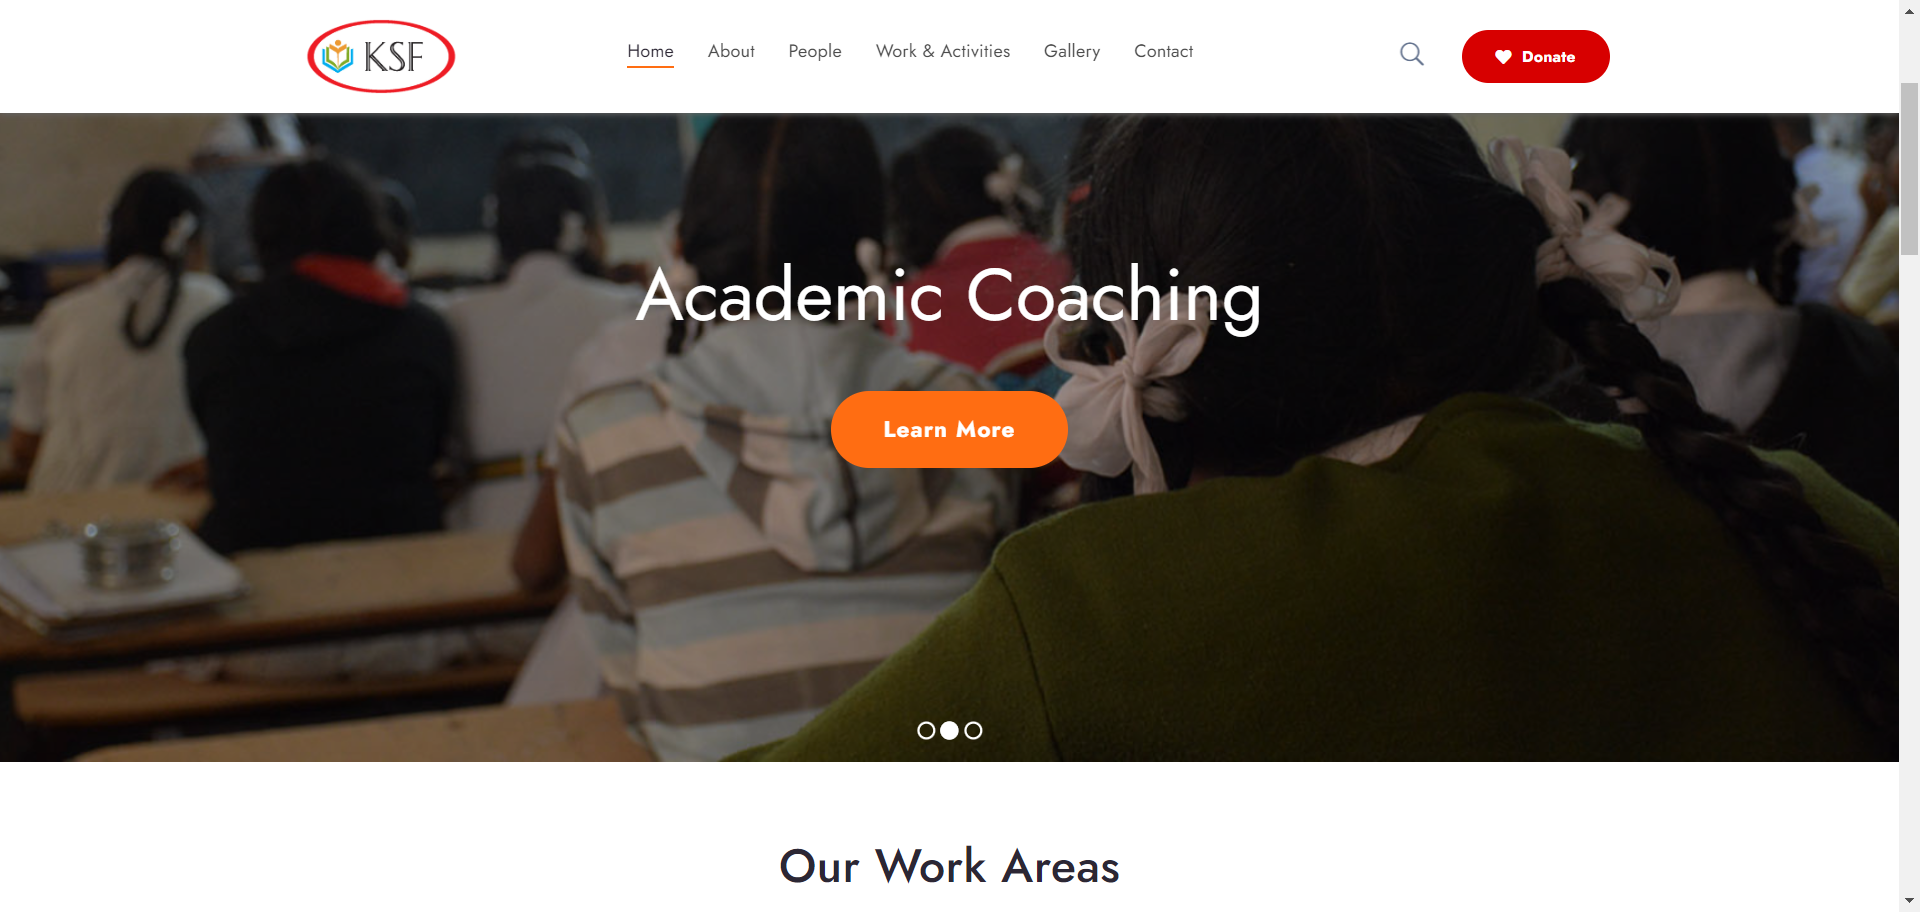 KSF
Home About People Work & Activities Gallery Contact
Donate
Academic Coaching
Learn More
Our Work Areas